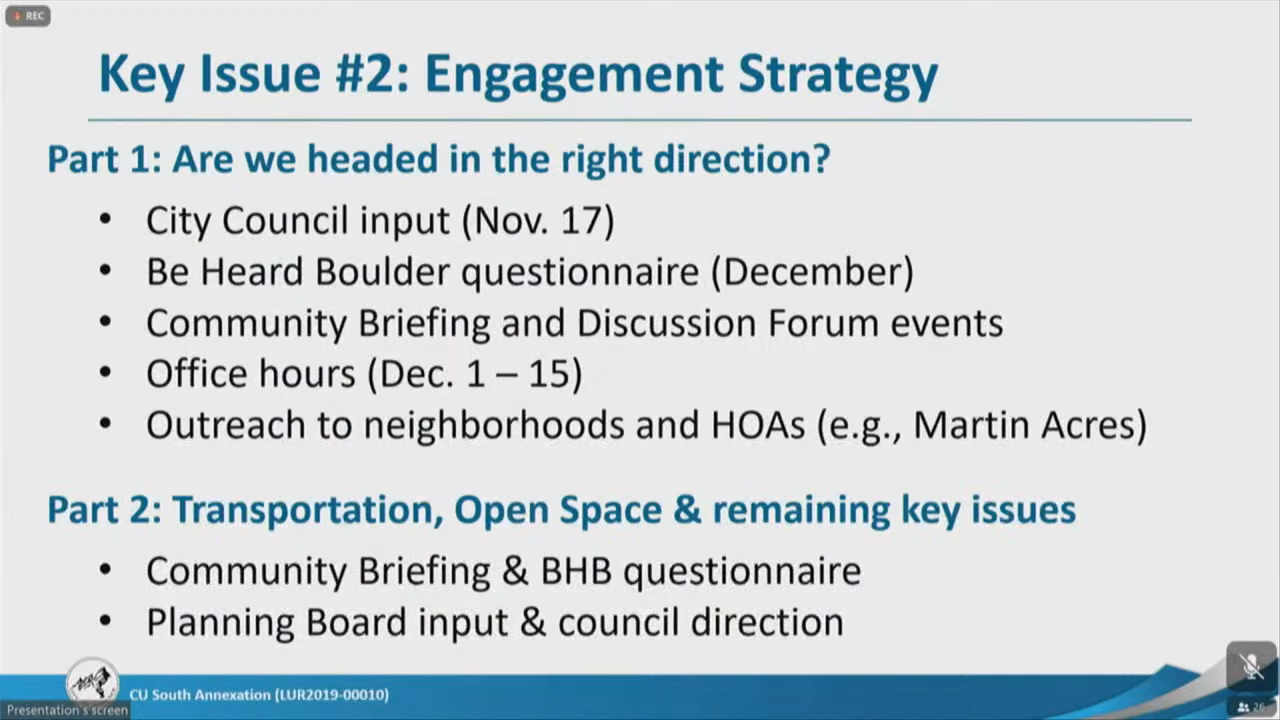 REC
Key Issue #2: Engagement Strategy
Part 1: Are we headed in the right direction?
• City Council input (Nov. 17)
• Be Heard Boulder questionnaire (December)
• Community Briefing and Discussion Forum events
• Office hours (Dec. 1 – 15)
• Outreach to neighborhoods and HOAs (e.g., Martin Acres)
Part 2: Transportation, Open Space & remaining key issues
• Community Briefing & BHB questionnaire
• Planning Board input & council direction
CU South Annexation (LUR2019-00010)
Presentation's screen
26